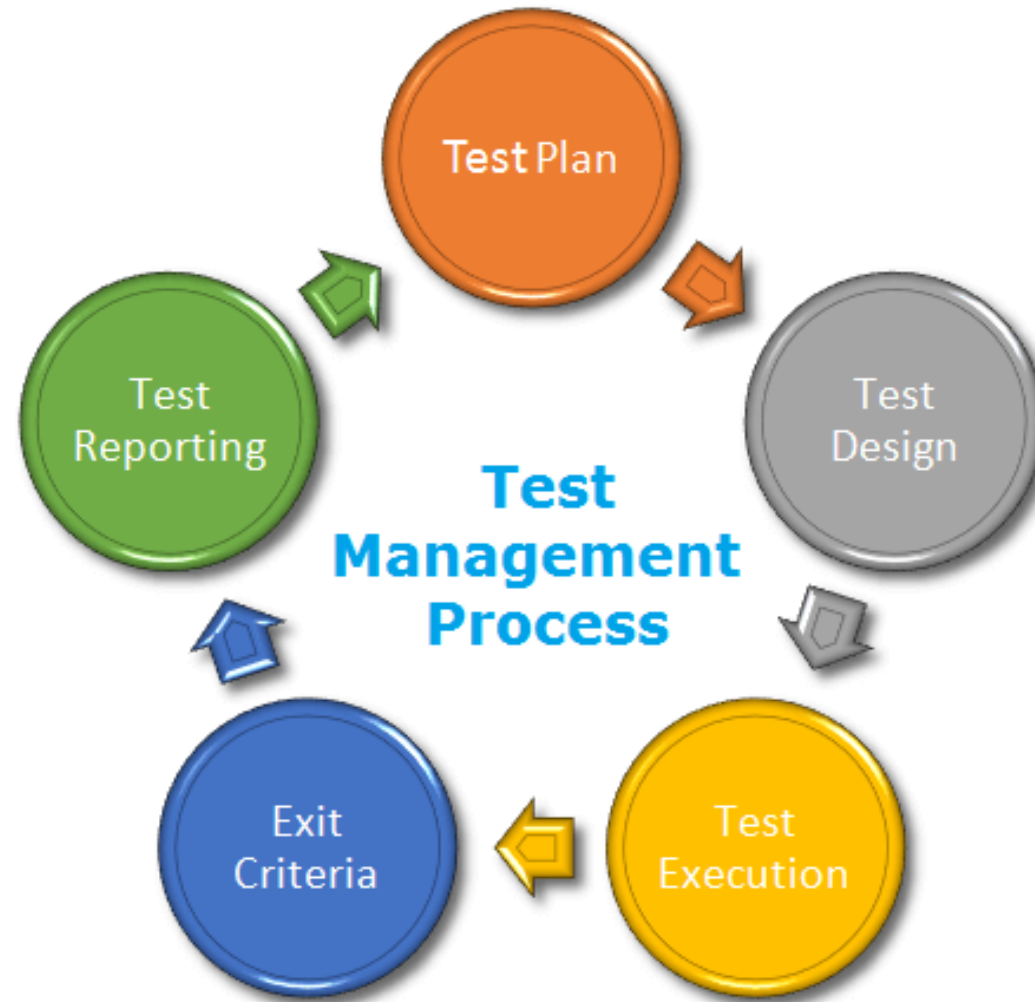 Test Plan
Test
Design
Test
Execution
Exit
Criteria
Test
Reporting
Test
Management
Process